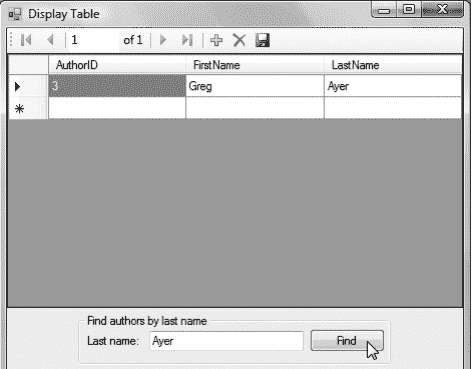 Display Table
1 of 1
AuthorID FirstName LastName
3 Greg Ayer
Find authors by last name
Last name: Ayer Find